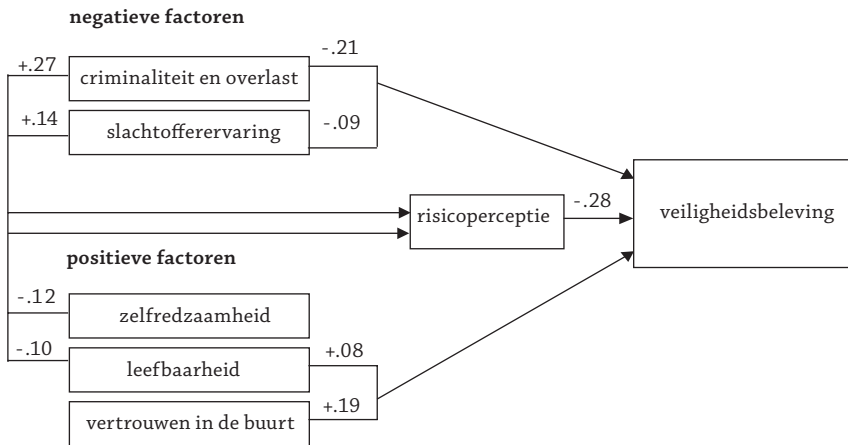 negatieve factoren
-.21
+.27
criminaliteit en overlast
+.14
slachtofferervaring
-.09
risicoperceptie
-.28
veiligheidsbeleving
positieve factoren
-.12
zelfredzaamheid
-.10
leefbaarheid
+.08
vertrouwen in de buurt
+.19